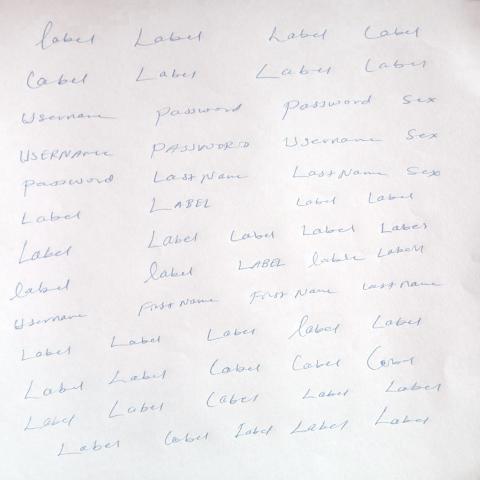 label Label Label Label
Label Label Label Label
Username password password Sex
USERNAME PASSWORD Username Sex
password Last Name Last Name Sex
Label LABEL Label Label
Label Label Label Label Label
label label LABEL lable Label1
Username First Name First Name Last name
Label Label Label label Label
Label Label Label Label Label
Label Label Label Label Label
Label Label Label Label Label